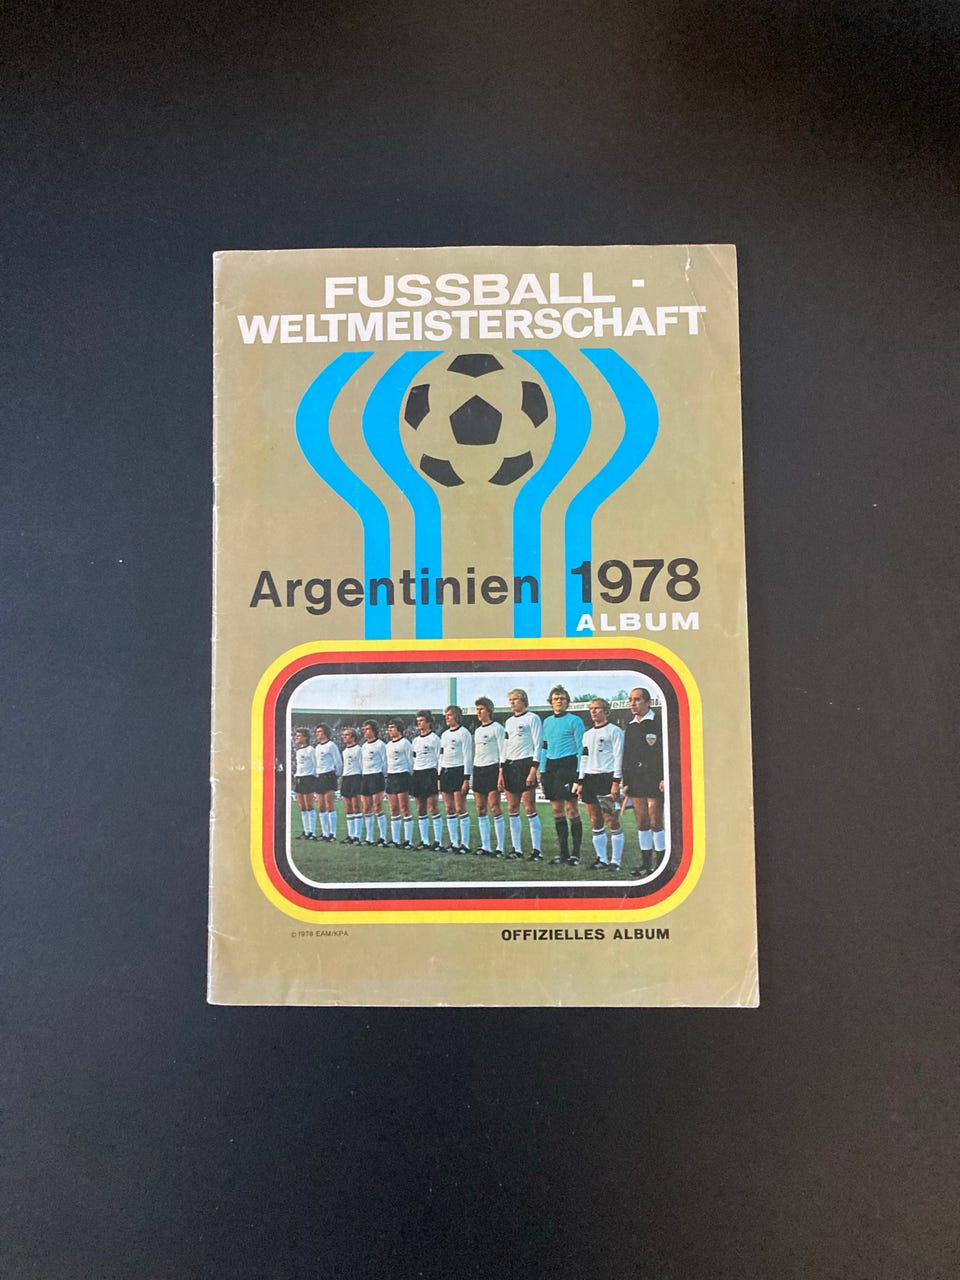 FUSSBALL -
WELTMEISTERSCHAFT
Argentinien 1978
ALBUM
© 1978 EAM/KPA
OFFIZIELLES ALBUM